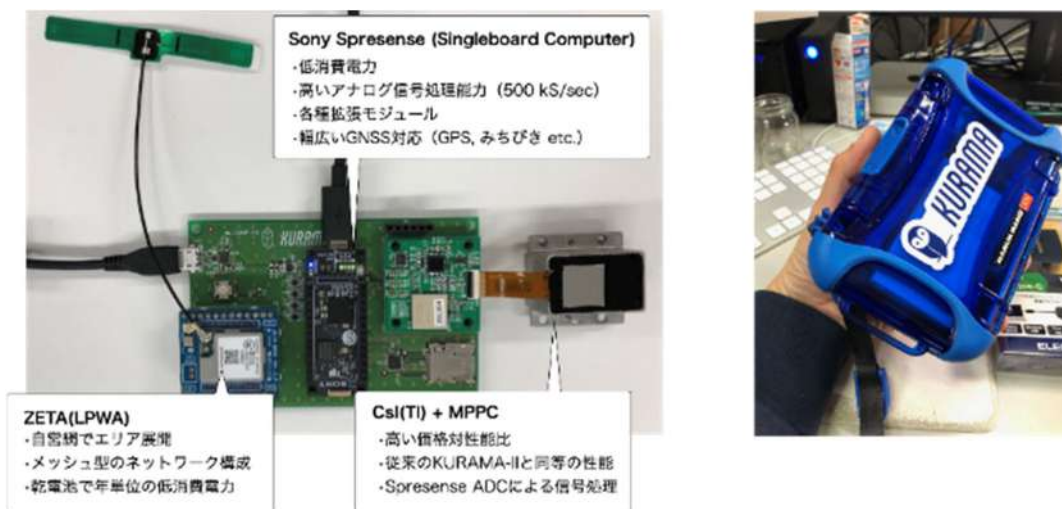 Sony Spresense (Singleboard Computer)
・低消費電力
・高いアナログ信号処理能力（500 kS/sec）
・各種拡張モジュール
・幅広いGNSS対応（GPS, みちびき etc.）
KURAMA
ZETA(LPWA)
・自営網でエリア展開
・メッシュ型のネットワーク構成
・乾電池で年単位の低消費電力
CsI(Tl) + MPPC
・高い価格対性能比
・従来のKURAMA-IIと同等の性能
・Spresense ADCによる信号処理
KURAMA